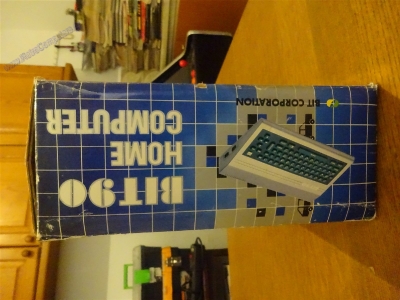 BIT CORPORATION
BIT90
HOME
COMPUTER